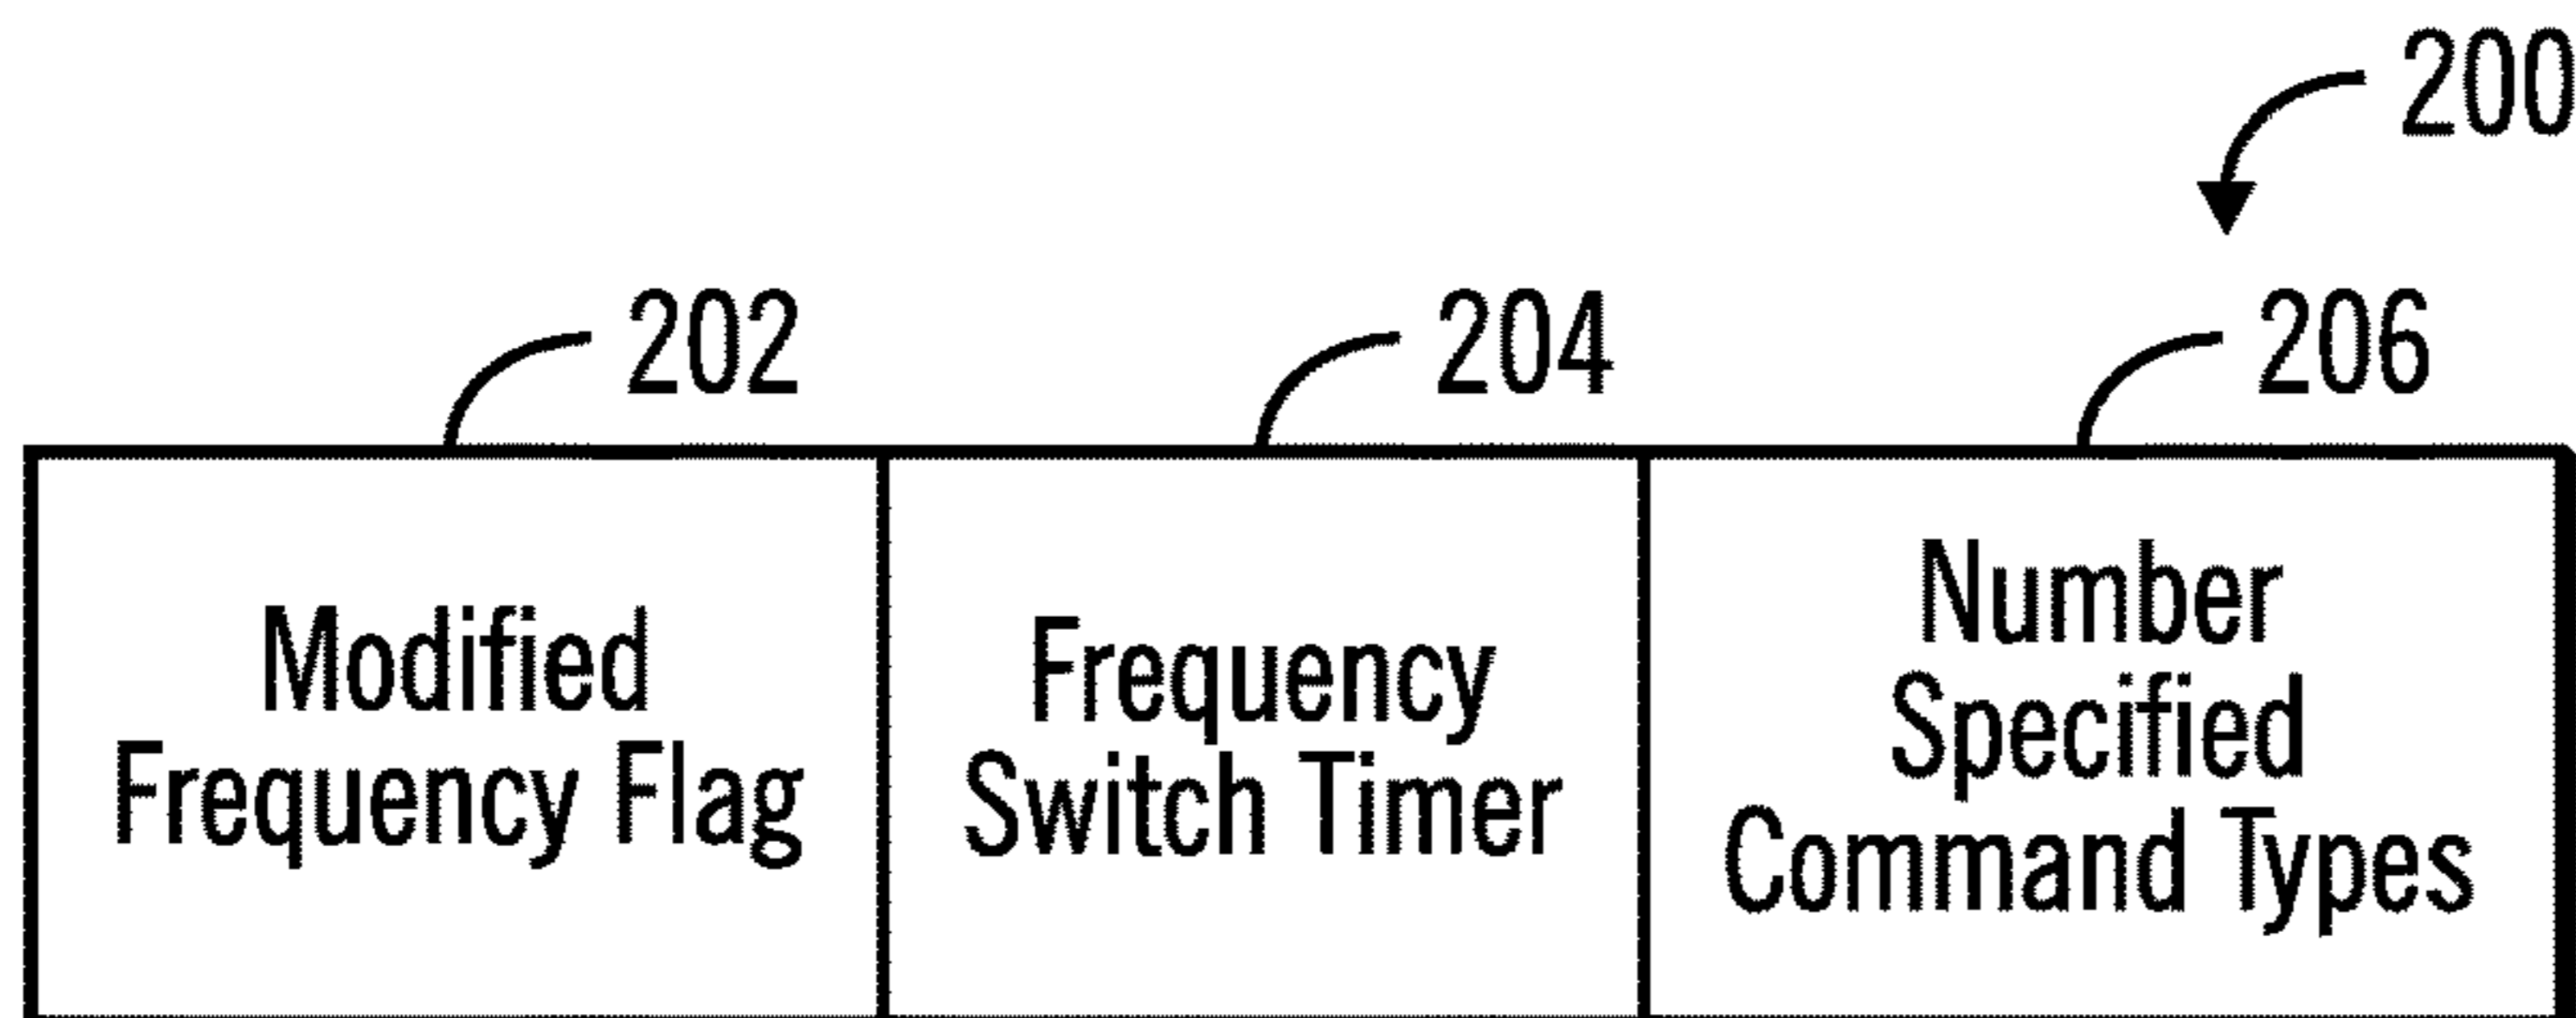 200
202
204
206
Modified
Frequency Flag
Frequency
Switch Timer
Number
Specified
Command Types